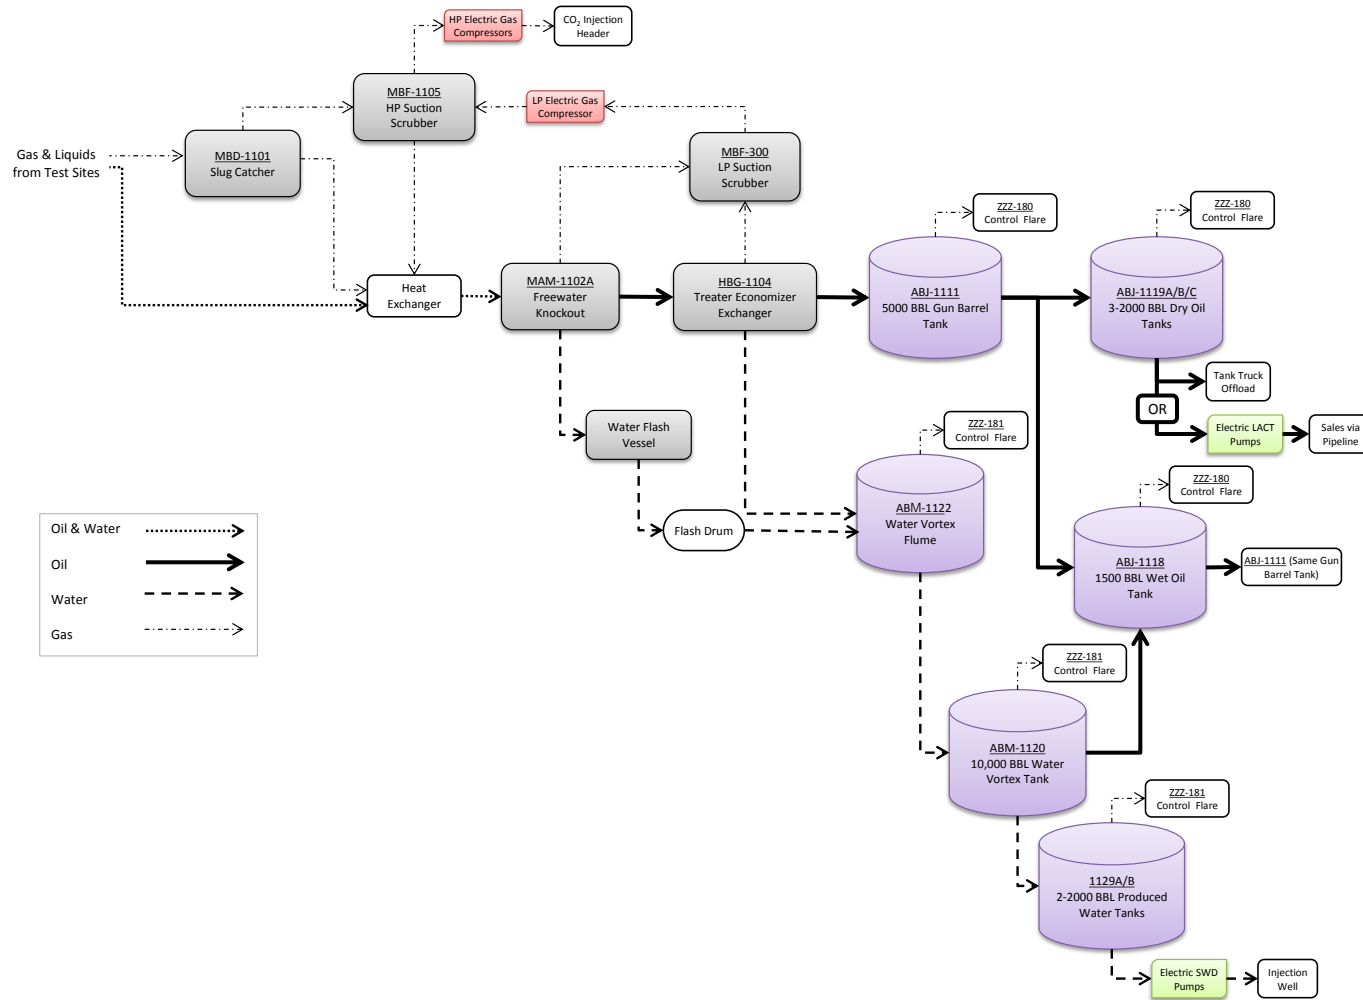 HP Electric Gas
Compressors
CO2 Injection
Header
MBF-1105
HP Suction
Scrubber
LP Electric Gas
Compressor
Gas & Liquids
from Test Sites
MBD-1101
Slug Catcher
MBF-300
LP Suction
Scrubber
ZZZ-180
Control Flare
ZZZ-180
Control Flare
Heat
Exchanger
MAM-1102A
Freewater
Knockout
HBG-1104
Treater Economizer
Exchanger
ABJ-1111
5000 BBL Gun Barrel
Tank
ABJ-1119A/B/C
3-2000 BBL Dry Oil
Tanks
Tank Truck
Offload
OR
Electric LACT
Pumps
Sales via
Pipeline
Water Flash
Vessel
ZZZ-181
Control Flare
ZZZ-180
Control Flare
Flash Drum
ABM-1122
Water Vortex
Flume
ABJ-1118
1500 BBL Wet Oil
Tank
ABJ-1111 (Same Gun
Barrel Tank)
Oil & Water
Oil
Water
Gas
ZZZ-181
Control Flare
ABM-1120
10,000 BBL Water
Vortex Tank
ZZZ-181
Control Flare
1129A/B
2-2000 BBL Produced
Water Tanks
Electric SWD
Pumps
Injection
Well